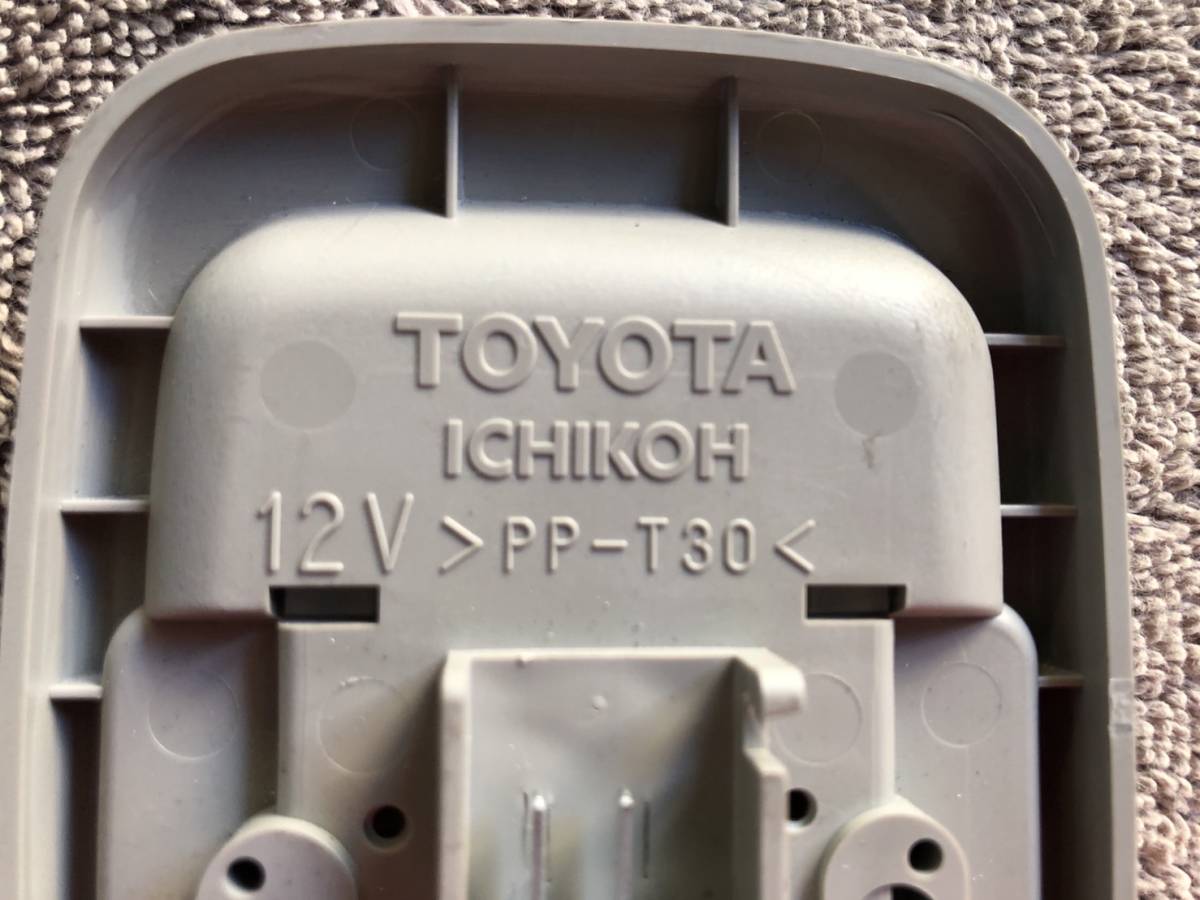 TOYOTA
ICHIKOH
12V >PP-T30<